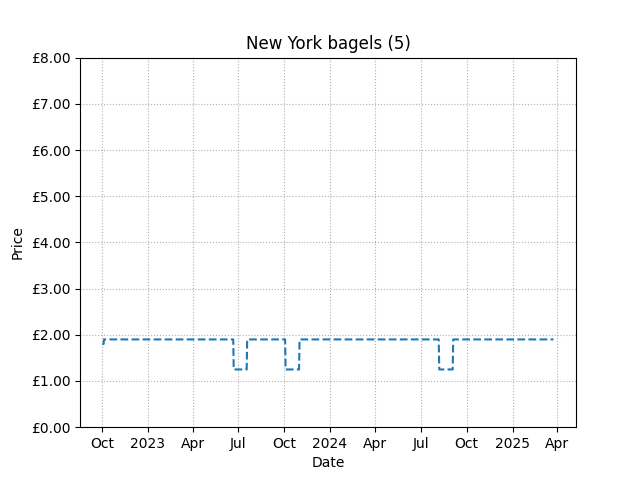 New York bagels (5)
£8.00
£7.00
£6.00
£5.00
£4.00
£3.00
£2.00
£1.00
£0.00
Price
Oct 2023 Apr Jul Oct 2024 Apr Jul Oct 2025 Apr
Date